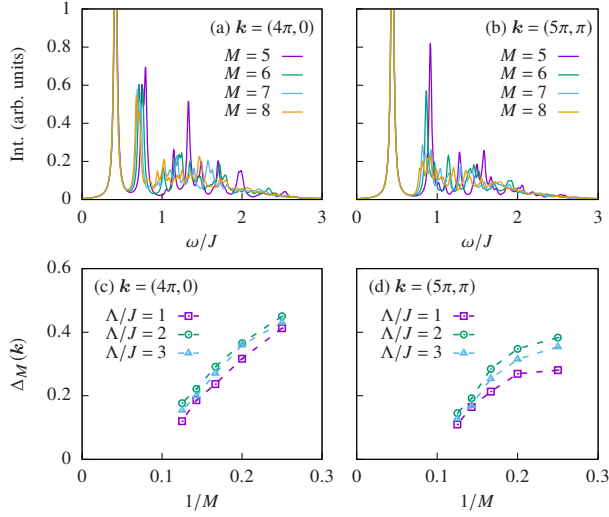 (a) k = (4π, 0)
M = 5
M = 6
M = 7
M = 8
Int. (arb. units)
1
0.8
0.6
0.4
0.2
0
0 1 2 3
ω/J
(b) k = (5π, π)
M = 5
M = 6
M = 7
M = 8
0 1 2 3
ω/J
(c) k = (4π, 0)
Λ/J = 1
Λ/J = 2
Λ/J = 3
Δ_M(k)
0.6
0.4
0.2
0
0 0.1 0.2 0.3
1/M
(d) k = (5π, π)
Λ/J = 1
Λ/J = 2
Λ/J = 3
0 0.1 0.2 0.3
1/M